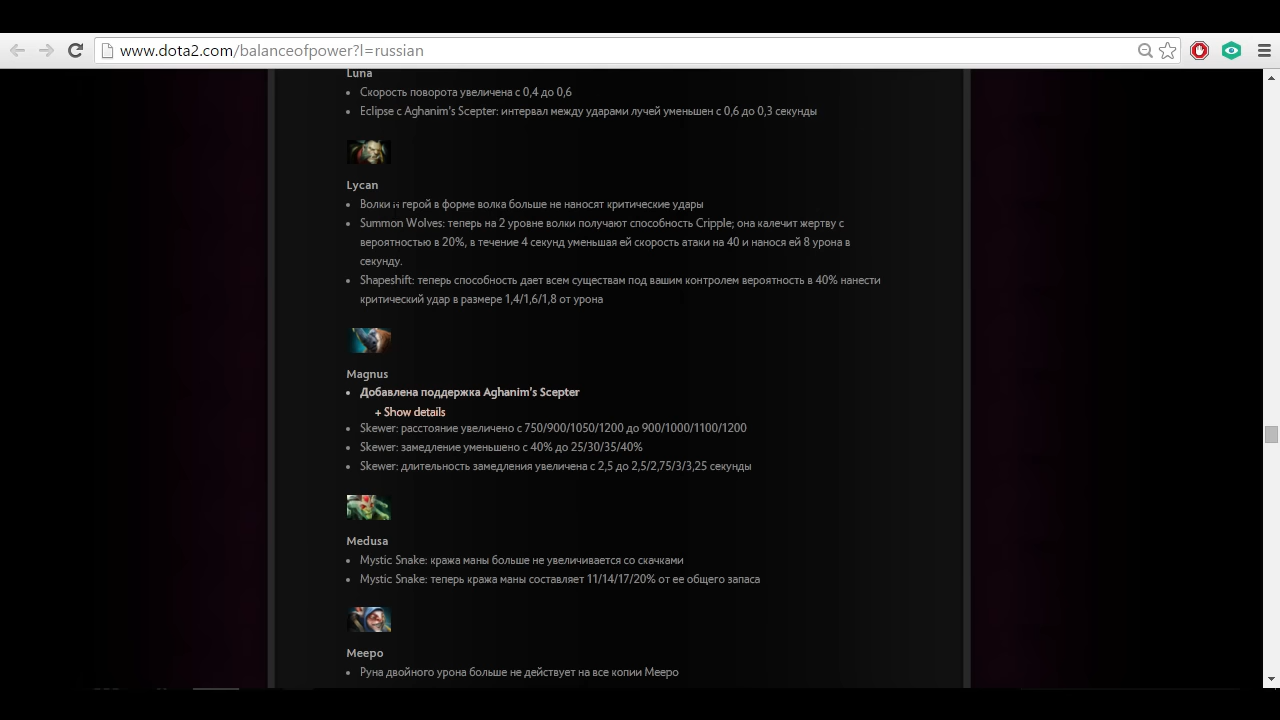 www.dota2.com/balanceofpower?l=russian
Luna
• Скорость поворота увеличена с 0,4 до 0,6
• Eclipse с Aghanim's Scepter: интервал между ударами лучей уменьшен с 0,6 до 0,3 секунды
Lycan
• Волки и герой в форме волка больше не наносят критические удары
• Summon Wolves: теперь на 2 уровне волки получают способность Cripple; она калечит жертву с
вероятностью в 20%, в течение 4 секунд уменьшая ей скорость атаки на 40 и нанося ей 8 урона в
секунду.
• Shapeshift: теперь способность дает всем существам под вашим контролем вероятность в 40% нанести
критический удар в размере 1,4/1,6/1,8 от урона
Magnus
• Добавлена поддержка Aghanim's Scepter
+ Show details
• Skewer: расстояние увеличено с 750/900/1050/1200 до 900/1000/1100/1200
• Skewer: замедление уменьшено с 40% до 25/30/35/40%
• Skewer: длительность замедления увеличена с 2,5 до 2,5/2,75/3/3,25 секунды
Medusa
• Mystic Snake: кража маны больше не увеличивается со скачками
• Mystic Snake: теперь кража маны составляет 11/14/17/20% от ее общего запаса
Meepo
• Руна двойного урона больше не действует на все копии Meepo